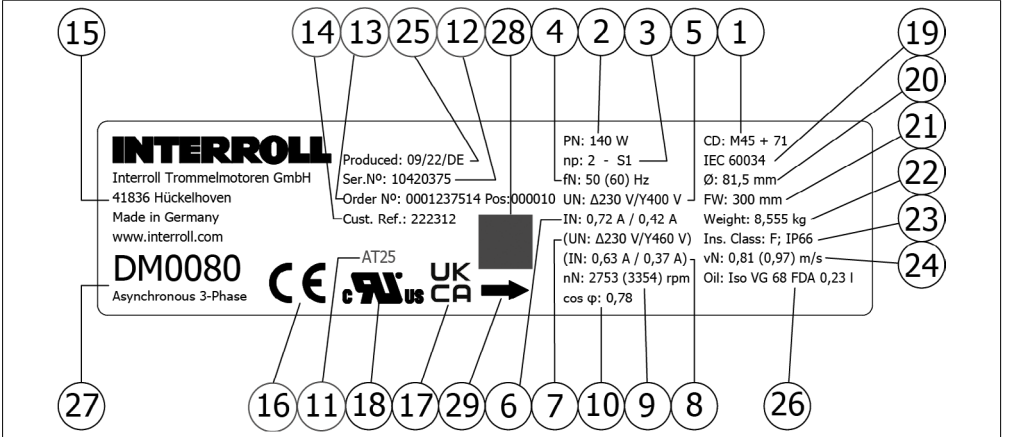 15 14 13 25 12 28 4 2 3 5 1 19
20
21
22
23
24
INTERROLL
Interroll Trommelmotoren GmbH
41836 Hückelhoven
Made in Germany
www.interroll.com
DM0080
Asynchronous 3-Phase
Produced: 09/22/DE
Ser.Nº: 10420375
Order Nº: 0001237514 Pos:000010
Cust. Ref.: 222312
AT25
CE
c RU US
UK
CA
PN: 140 W
np: 2 - S1
fN: 50 (60) Hz
UN: Δ230 V/Y400 V
IN: 0,72 A / 0,42 A
(UN: Δ230 V/Y460 V)
(IN: 0,63 A / 0,37 A)
nN: 2753 (3354) rpm
cos φ: 0,78
CD: M45 + 71
IEC 60034
Ø: 81,5 mm
FW: 300 mm
Weight: 8,555 kg
Ins. Class: F; IP66
vN: 0,81 (0,97) m/s
Oil: Iso VG 68 FDA 0,23 l
27 16 11 18 17 29 6 7 10 9 8 26